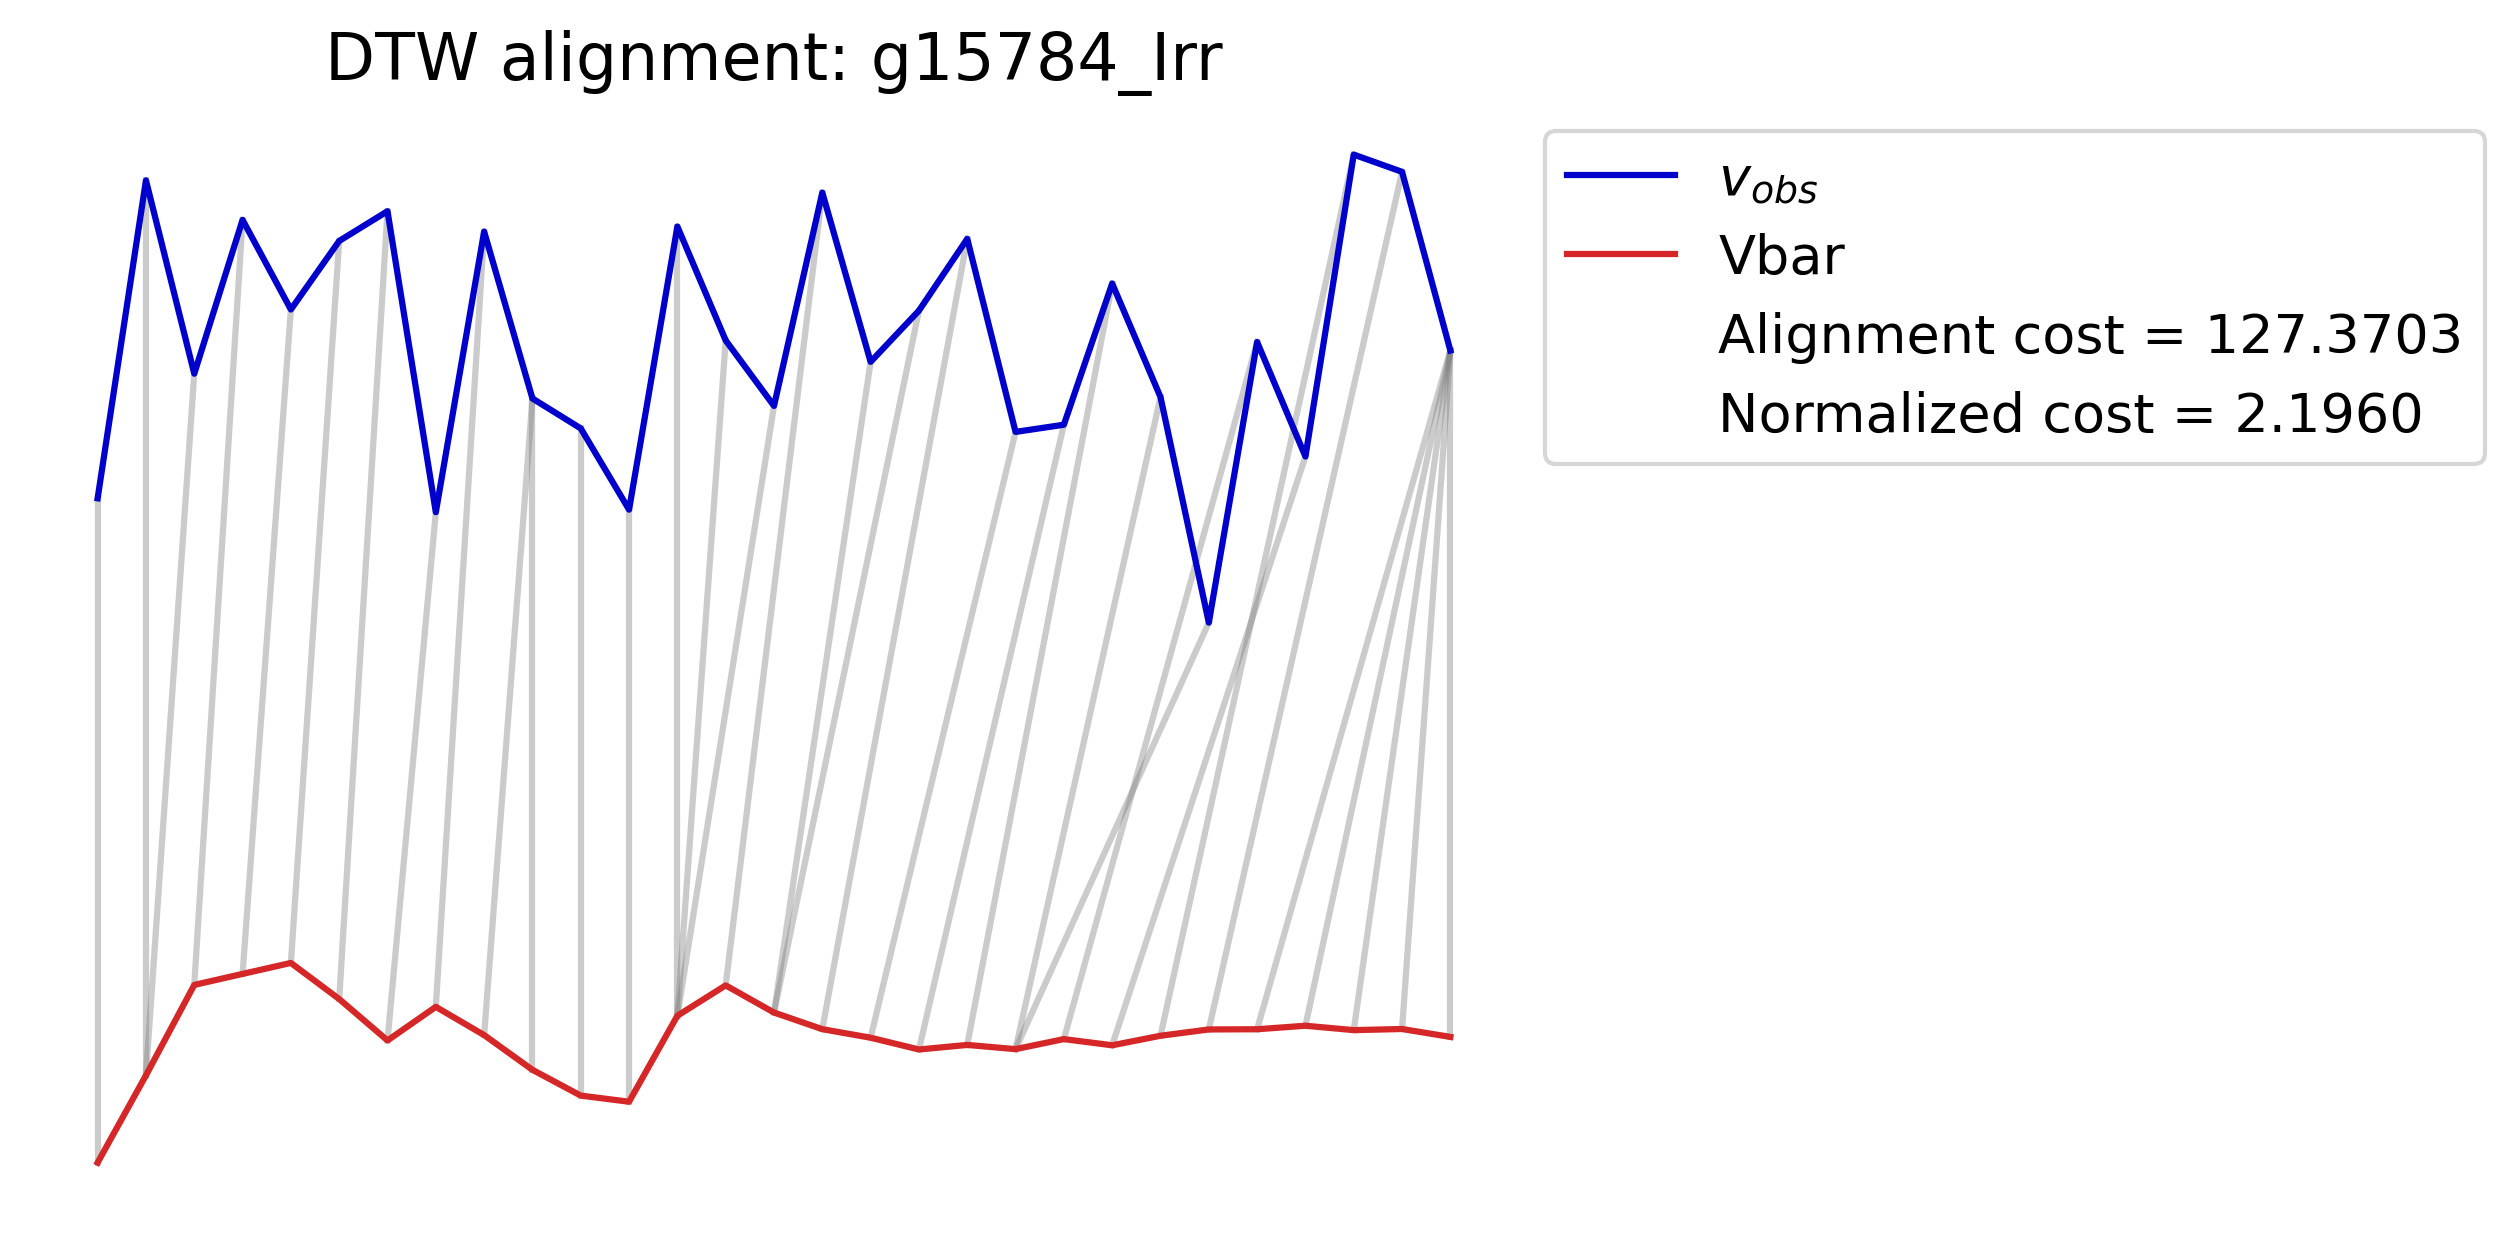 DTW alignment: g15784_Irr
v_obs
Vbar
Alignment cost = 127.3703
Normalized cost = 2.1960